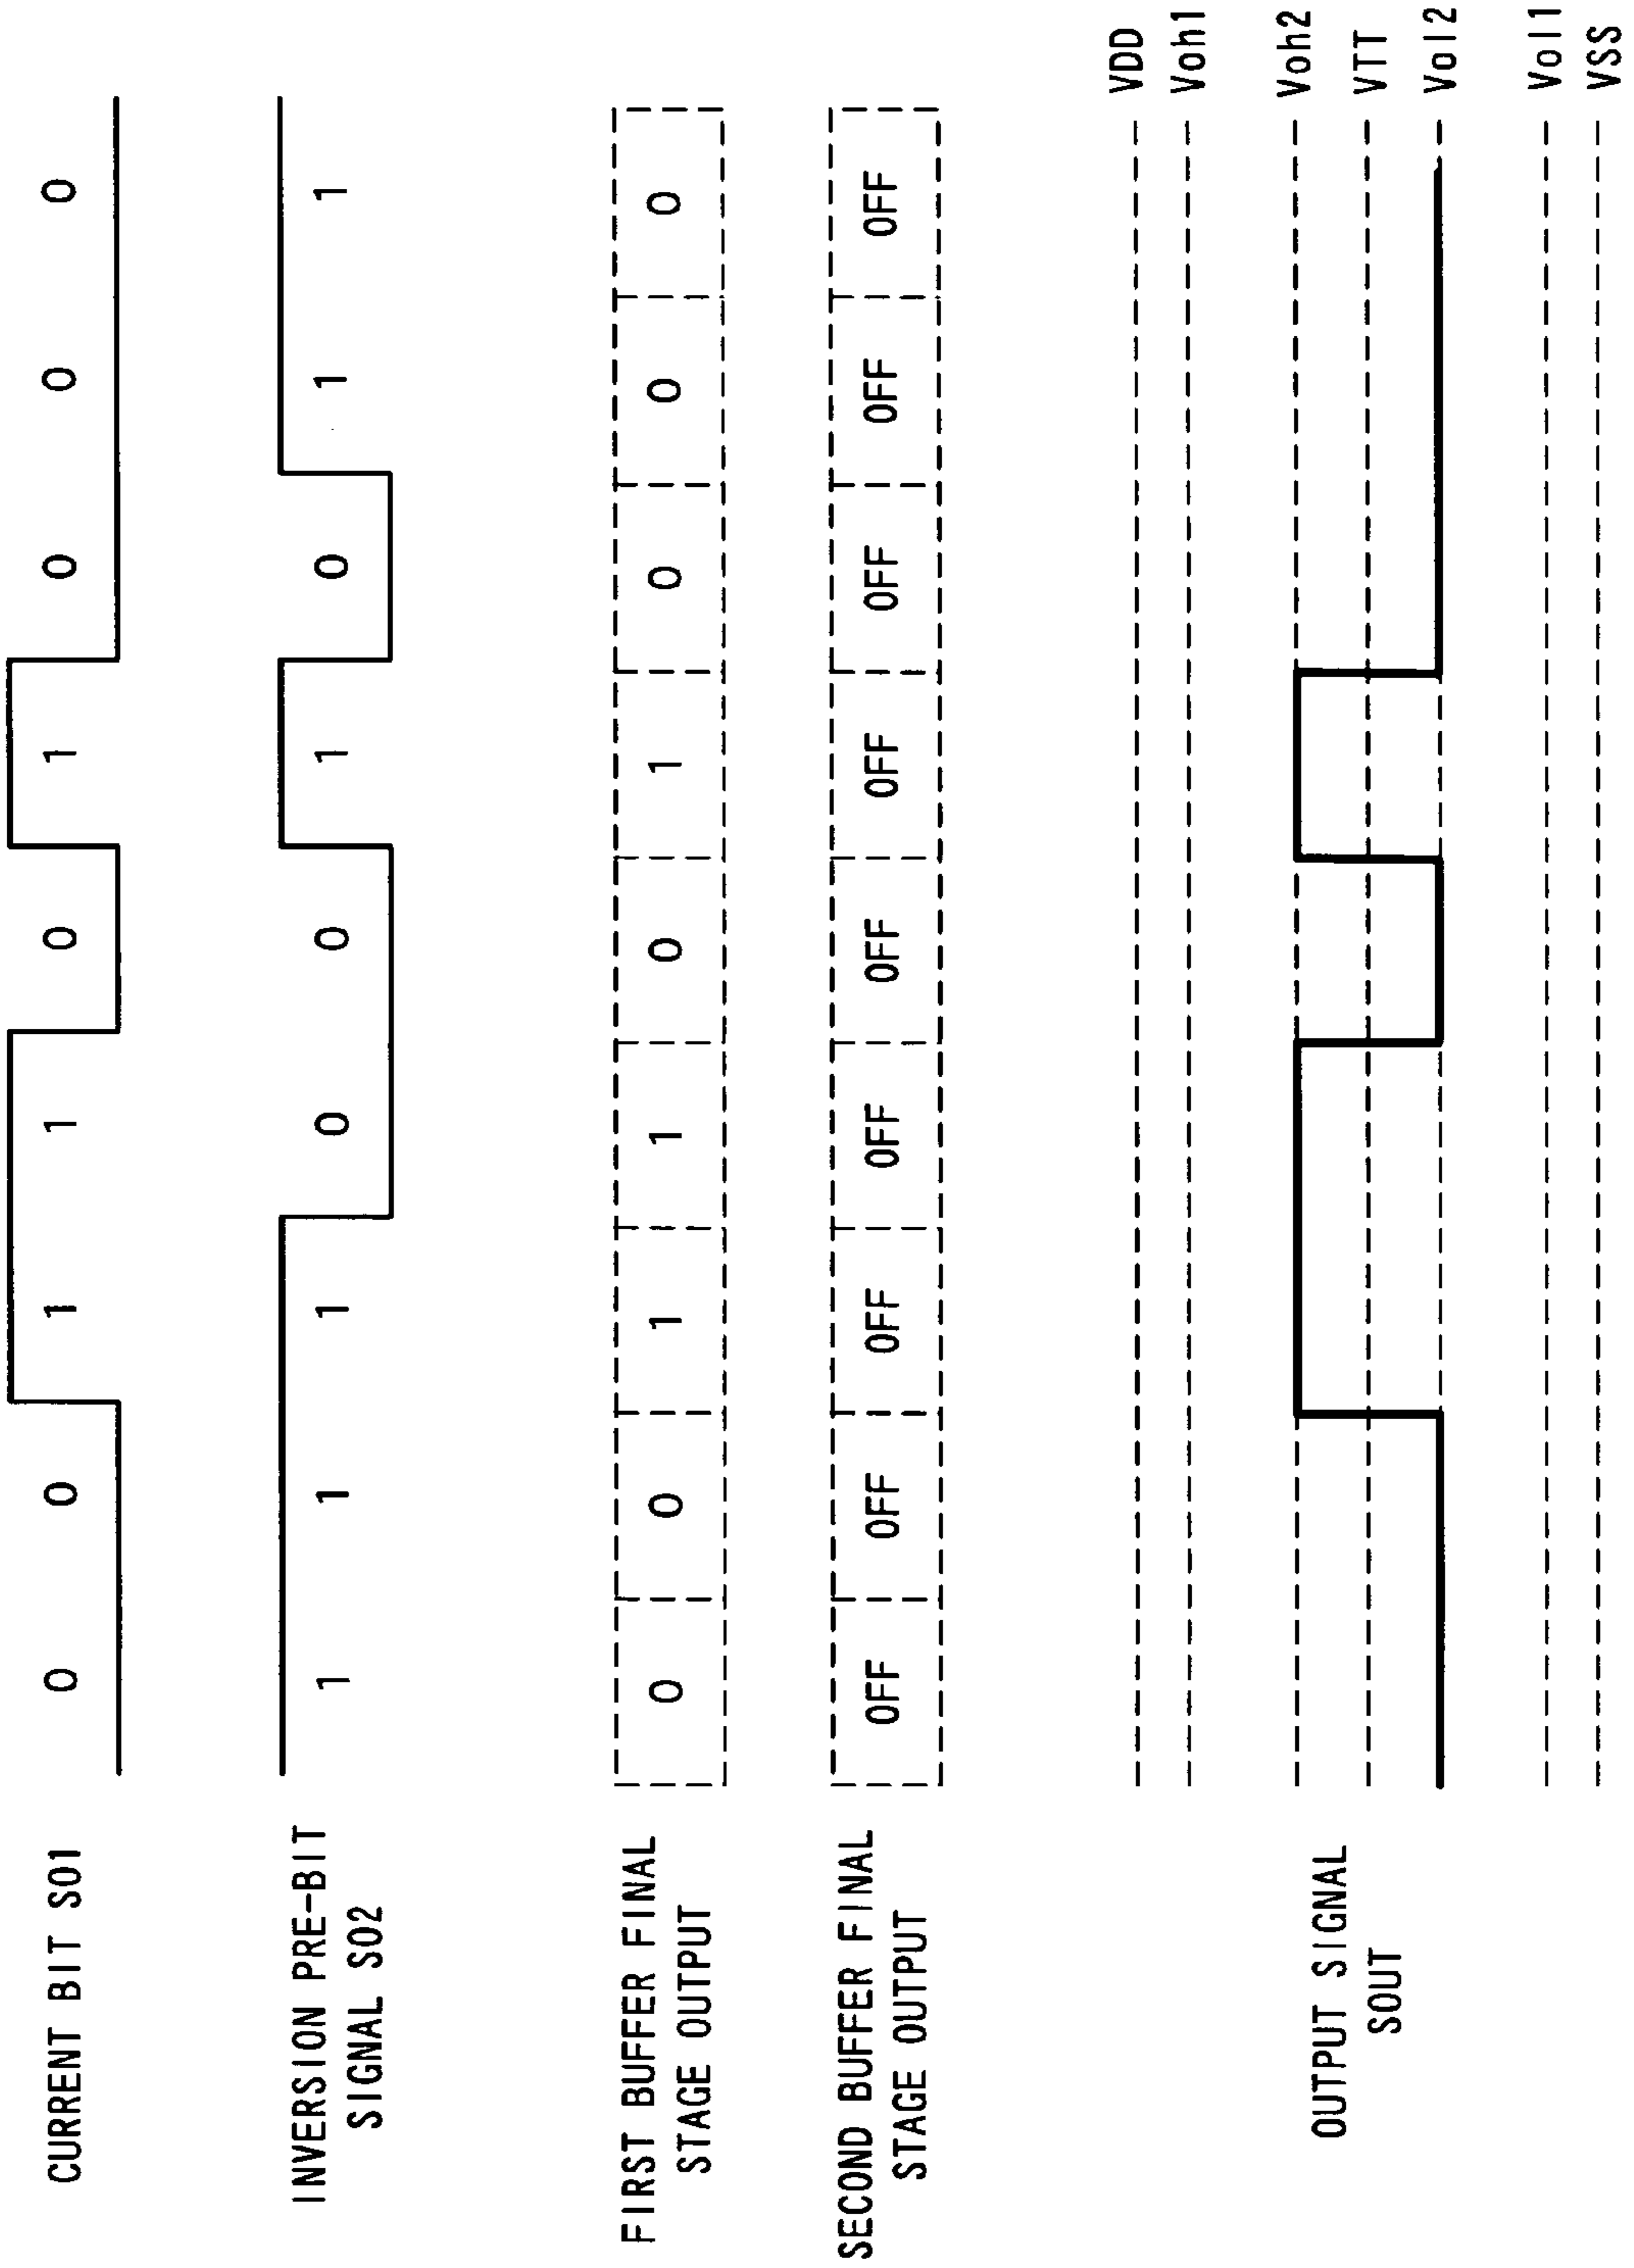 CURRENT BIT S01
0 0 1 1 0 1 0 0 0
INVERSION PRE-BIT
SIGNAL S02
1 1 1 0 0 1 0 1 1
FIRST BUFFER FINAL
STAGE OUTPUT
0 0 1 1 0 1 0 0 0
SECOND BUFFER FINAL
STAGE OUTPUT
OFF OFF OFF OFF OFF OFF OFF OFF OFF
OUTPUT SIGNAL
SOUT
VDD
Voh1
Voh2
VTT
Vol2
Vol1
VSS